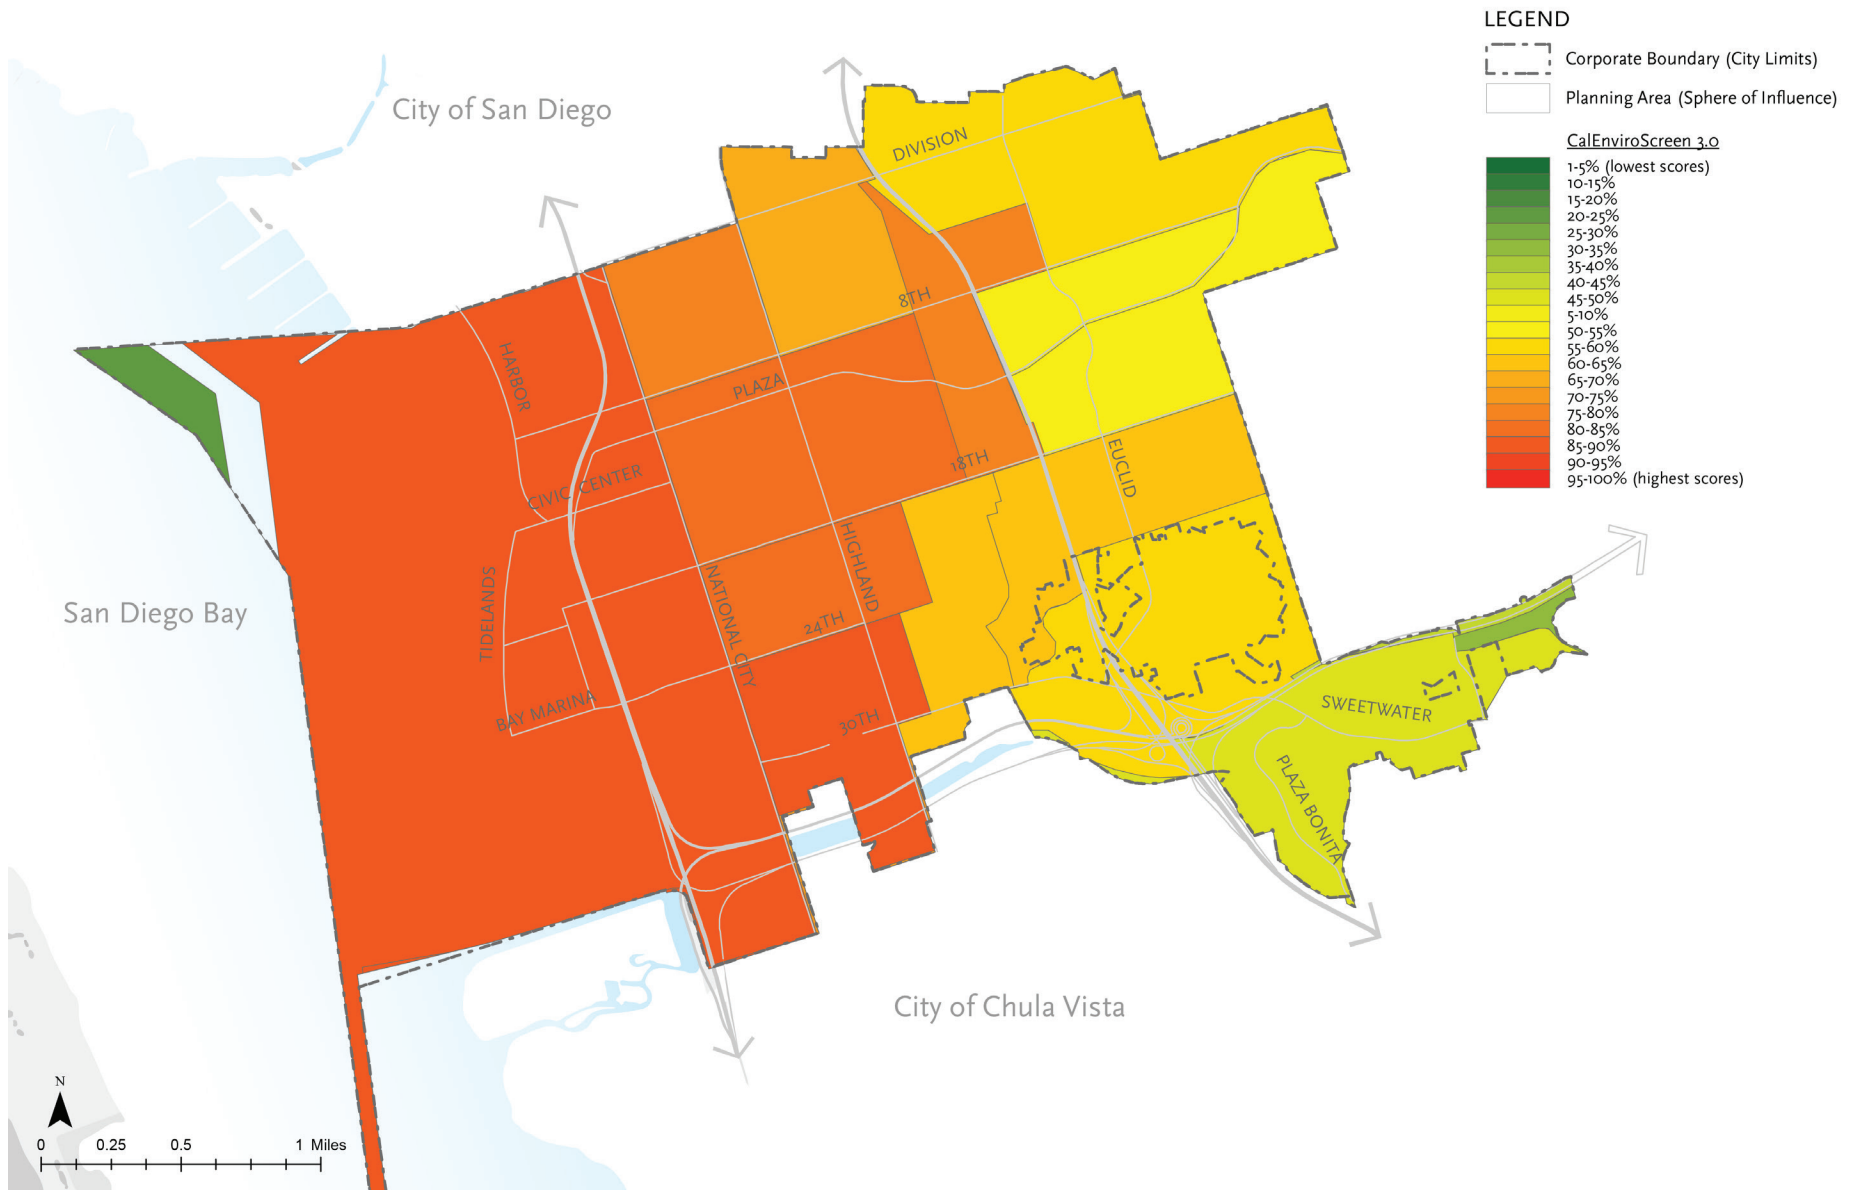 LEGEND
Corporate Boundary (City Limits)
Planning Area (Sphere of Influence)
CalEnviroScreen 3.0
1-5% (lowest scores)
10-15%
15-20%
20-25%
25-30%
30-35%
35-40%
40-45%
45-50%
5-10%
50-55%
55-60%
60-65%
65-70%
70-75%
75-80%
80-85%
85-90%
90-95%
95-100% (highest scores)
City of San Diego
DIVISION
8TH
HARBOR
PLAZA
18TH
EUCLID
CIVIC CENTER
HIGHLAND
NATIONAL CITY
TIDELANDS
San Diego Bay
24TH
BAY MARINA
30TH
SWEETWATER
PLAZA BONITA
City of Chula Vista
N
0 0.25 0.5 1 Miles